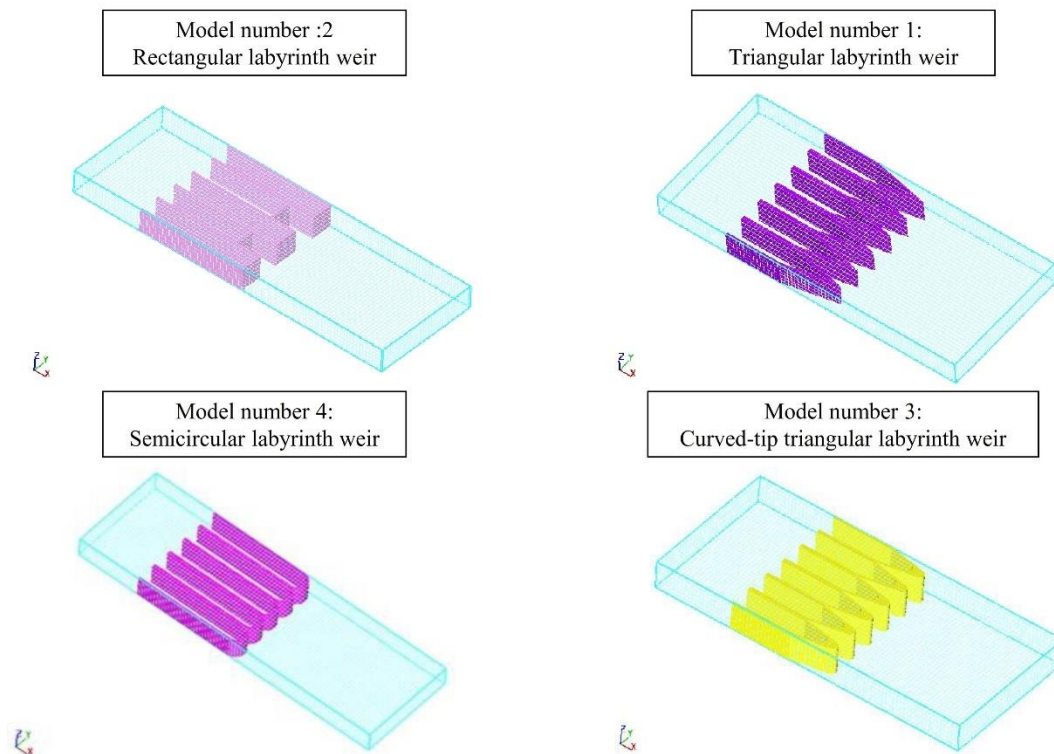 Model number :2
Rectangular labyrinth weir
Model number 1:
Triangular labyrinth weir
Z
Y
X
Z
Y
X
Model number 4:
Semicircular labyrinth weir
Model number 3:
Curved-tip triangular labyrinth weir
Z
Y
X
Z
Y
X